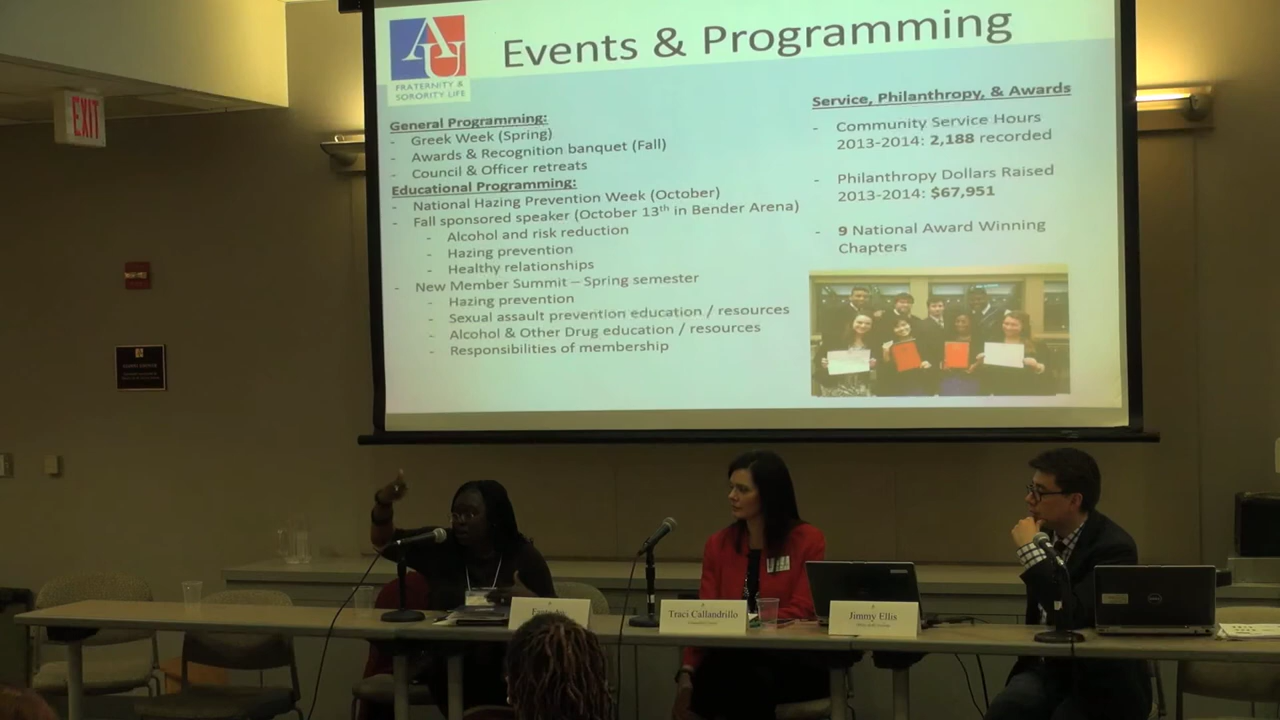 EXIT
AU
FRATERNITY &
SORORITY LIFE
Events & Programming
General Programming:
- Greek Week (Spring)
- Awards & Recognition banquet (Fall)
- Council & Officer retreats
Educational Programming:
- National Hazing Prevention Week (October)
- Fall sponsored speaker (October 13th in Bender Arena)
- Alcohol and risk reduction
- Hazing prevention
- Healthy relationships
- New Member Summit – Spring semester
- Hazing prevention
- Sexual assault prevention education / resources
- Alcohol & Other Drug education / resources
- Responsibilities of membership
Service, Philanthropy, & Awards
- Community Service Hours
2013-2014: 2,188 recorded
- Philanthropy Dollars Raised
2013-2014: $67,951
- 9 National Award Winning
Chapters
Traci Callandrillo
Jimmy Ellis
DELL